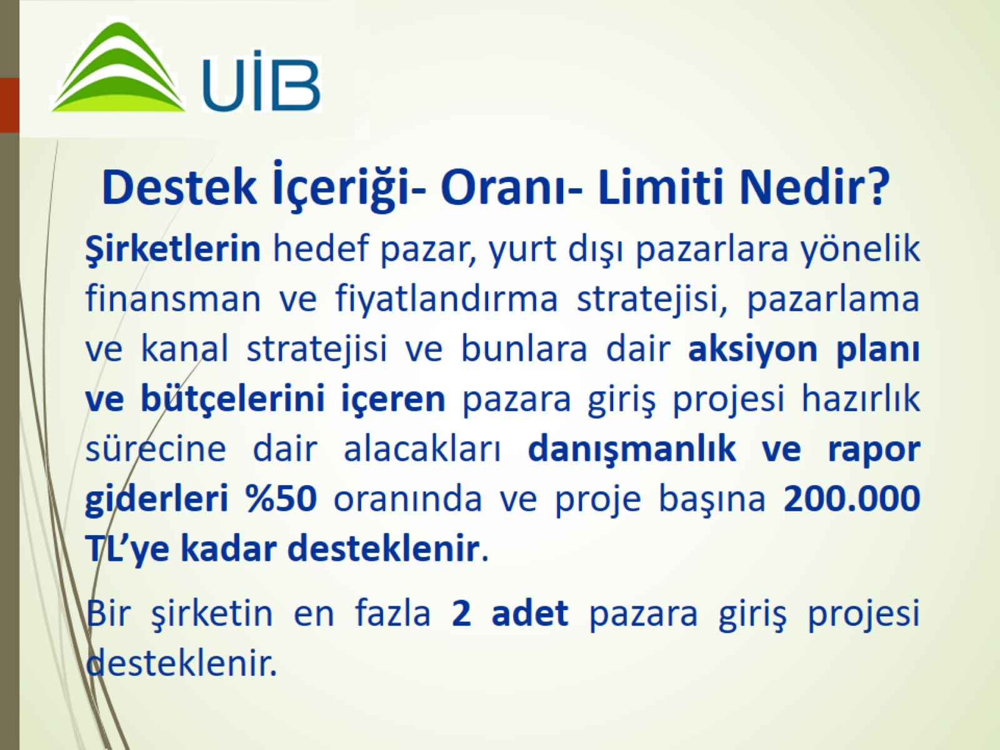 UİB
Destek İçeriği- Oranı- Limiti Nedir?
Şirketlerin hedef pazar, yurt dışı pazarlara yönelik
finansman ve fiyatlandırma stratejisi, pazarlama
ve kanal stratejisi ve bunlara dair aksiyon planı
ve bütçelerini içeren pazara giriş projesi hazırlık
sürecine dair alacakları danışmanlık ve rapor
giderleri %50 oranında ve proje başına 200.000
TL’ye kadar desteklenir.
Bir şirketin en fazla 2 adet pazara giriş projesi
desteklenir.